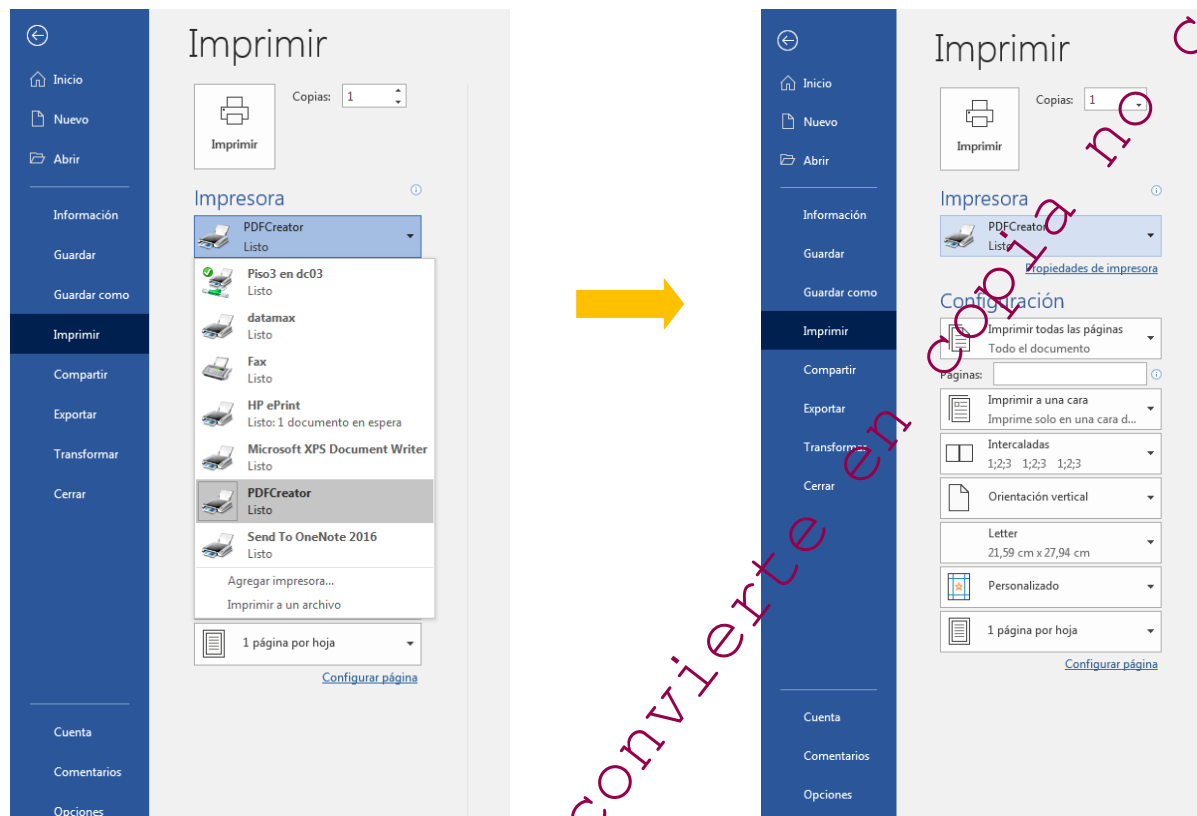 Imprimir
Inicio
Nuevo
Abrir
Información
Guardar
Guardar como
Imprimir
Compartir
Exportar
Transformar
Cerrar
Cuenta
Comentarios
Opciones
Copias: 1
Imprimir
Impresora
PDFCreator
Listo
Piso3 en dc03
Listo
datamax
Listo
Fax
Listo
HP ePrint
Listo: 1 documento en espera
Microsoft XPS Document Writer
Listo
PDFCreator
Listo
Send To OneNote 2016
Listo
Agregar impresora...
Imprimir a un archivo
1 página por hoja
Configurar página
Imprimir
Inicio
Nuevo
Abrir
Información
Guardar
Guardar como
Imprimir
Compartir
Exportar
Transformar
Cerrar
Cuenta
Comentarios
Opciones
Copias: 1
Imprimir
Impresora
PDFCreator
Listo
Propiedades de impresora
Configuración
Imprimir todas las páginas
Todo el documento
Páginas:
Imprimir a una cara
Imprime solo en una cara d...
Intercaladas
1;2;3 1;2;3 1;2;3
Orientación vertical
Letter
21,59 cm x 27,94 cm
Personalizado
1 página por hoja
Configurar página
convierte en copia no